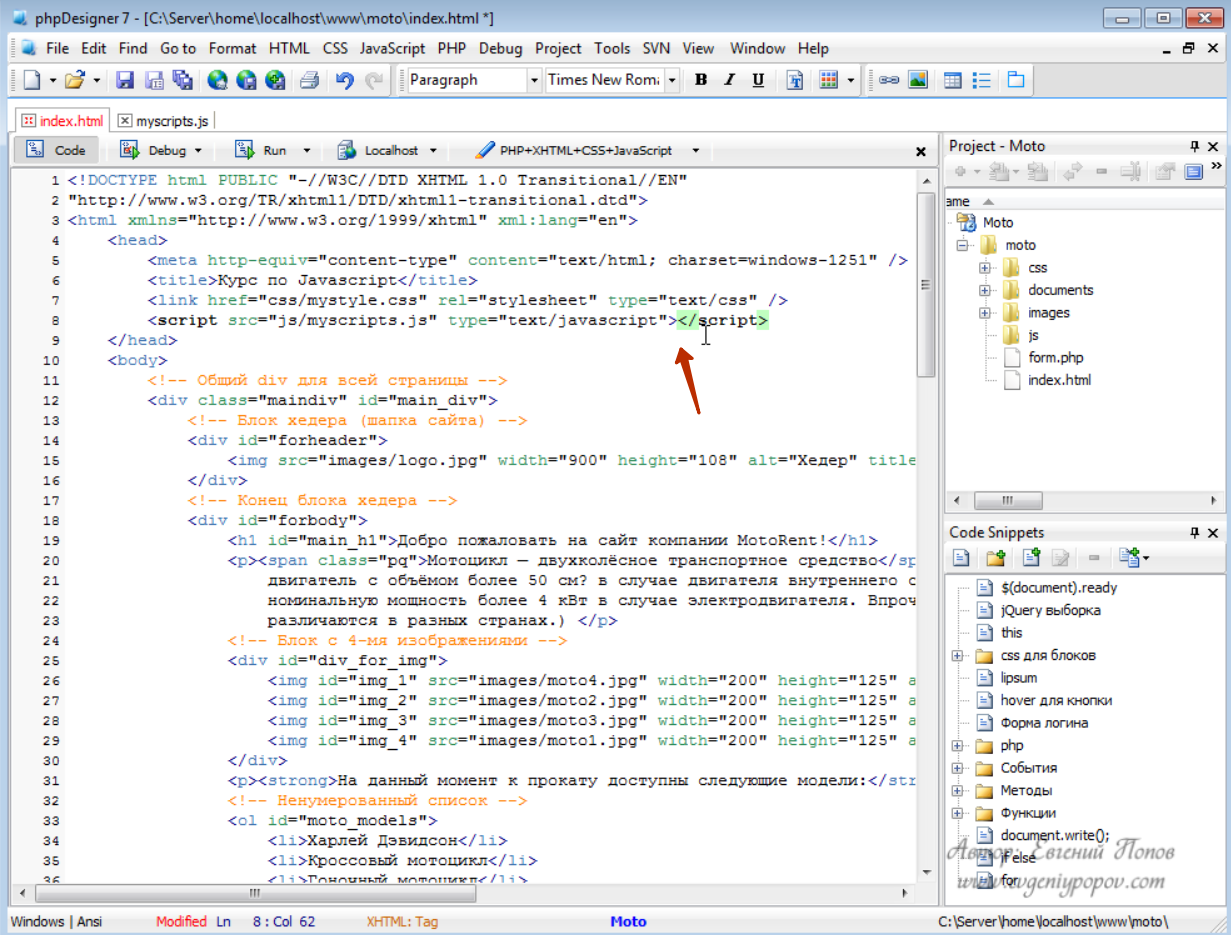 phpDesigner 7 - [C:\Server\home\localhost\www\moto\index.html *]
File Edit Find Go to Format HTML CSS JavaScript PHP Debug Project Tools SVN View Window Help
Paragraph Times New Roma B I U
index.html myscripts.js
Code Debug Run Localhost PHP+XHTML+CSS+JavaScript
1 <!DOCTYPE html PUBLIC "-//W3C//DTD XHTML 1.0 Transitional//EN"
2 "http://www.w3.org/TR/xhtml1/DTD/xhtml1-transitional.dtd">
3 <html xmlns="http://www.w3.org/1999/xhtml" xml:lang="en">
4 <head>
5 <meta http-equiv="content-type" content="text/html; charset=windows-1251" />
6 <title>Курс по Javascript</title>
7 <link href="css/mystyle.css" rel="stylesheet" type="text/css" />
8 <script src="js/myscripts.js" type="text/javascript"></script>
9 </head>
10 <body>
11 <!-- Общий div для всей страницы -->
12 <div class="maindiv" id="main_div">
13 <!-- Блок хедера (шапка сайта) -->
14 <div id="forheader">
15 <img src="images/logo.jpg" width="900" height="108" alt="Хедер" title
16 </div>
17 <!-- Конец блока хедера -->
18 <div id="forbody">
19 <h1 id="main_h1">Добро пожаловать на сайт компании MotoRent!</h1>
20 <p><span class="pq">Мотоцикл — двухколёсное транспортное средство</sp
21 двигатель с объёмом более 50 см? в случае двигателя внутреннего с
22 номинальную мощность более 4 кВт в случае электродвигателя. Впроч
23 различаются в разных странах.) </p>
24 <!-- Блок с 4-мя изображениями -->
25 <div id="div_for_img">
26 <img id="img_1" src="images/moto4.jpg" width="200" height="125" a
27 <img id="img_2" src="images/moto2.jpg" width="200" height="125" a
28 <img id="img_3" src="images/moto3.jpg" width="200" height="125" a
29 <img id="img_4" src="images/moto1.jpg" width="200" height="125" a
30 </div>
31 <p><strong>На данный момент к прокату доступны следующие модели:</str
32 <!-- Ненумерованный список -->
33 <ol id="moto_models">
34 <li>Харлей Дэвидсон</li>
35 <li>Кроссовый мотоцикл</li>
36 <li>Гоночный мотоцикл</li>
Project - Moto
ame
Moto
moto
css
documents
images
js
form.php
index.html
Code Snippets
$(document).ready
jQuery выборка
this
css для блоков
lipsum
hover для кнопки
Форма логина
php
События
Методы
Функции
document.write();
if else
for
Автор: Евгений Попов
www.evgeniypopov.com
Windows | Ansi Modified Ln 8 : Col 62 XHTML: Tag Moto C:\Server\home\localhost\www\moto\